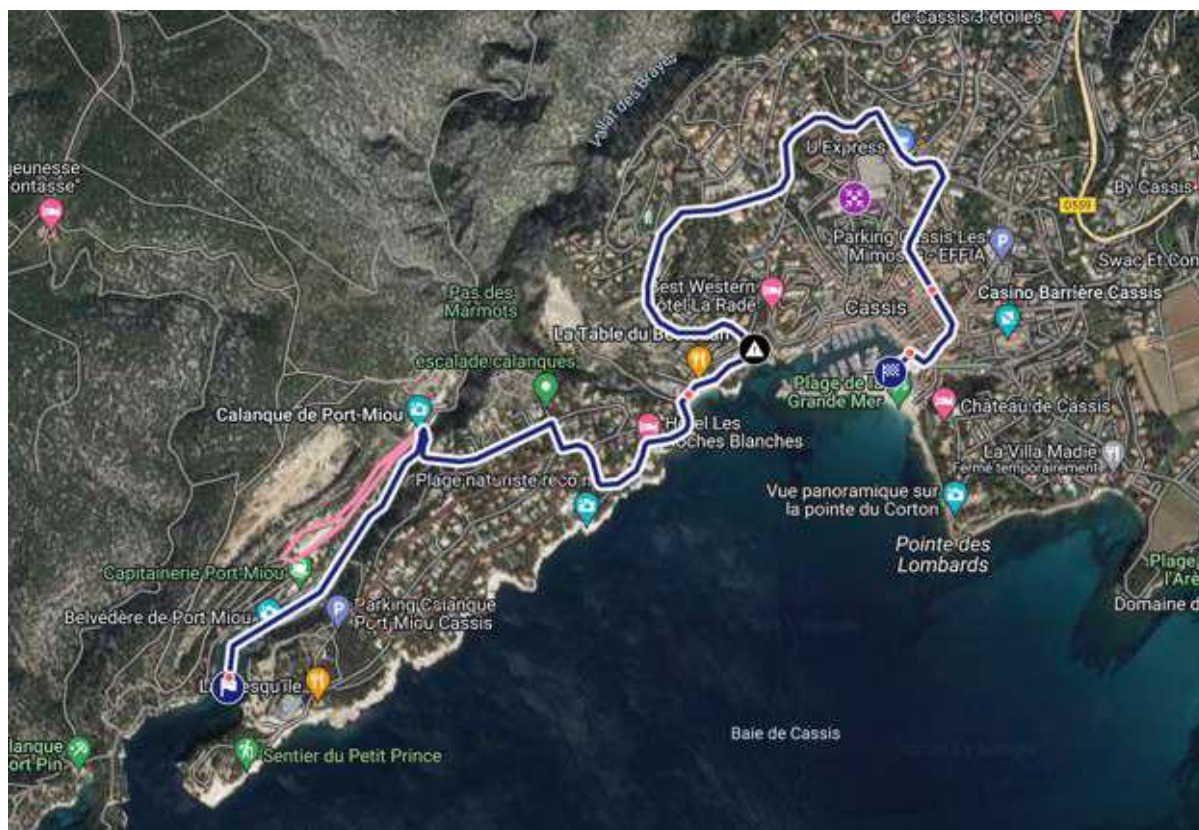 de Cassis 3 étoiles
Vallat des Brayes
jeunesse
ontasse"
U Express
By Cassis
D559
Parking Cassis Les
EFFIA
Swac Et Con
Best Western
Hôtel La Rade
Cassis
Casino Barrière Cassis
Pas des
Marmots
La Table du
escalade calanques
Plage de la
Grande Mer
Château de Cassis
Calanque de Port-Miou
Hôtel Les
Roches Blanches
La Villa Madie
Fermé temporairement
Plage naturiste
Vue panoramique sur
la pointe du Corton
Pointe des
Lombards
Plage
l'Are
Domaine d
Capitainerie Port-Miou
Belvédère de Port Miou
Parking Calanque
Port Miou Cassis
P
Baie de Cassis
Sentier du Petit Prince
lanque
ort Pin